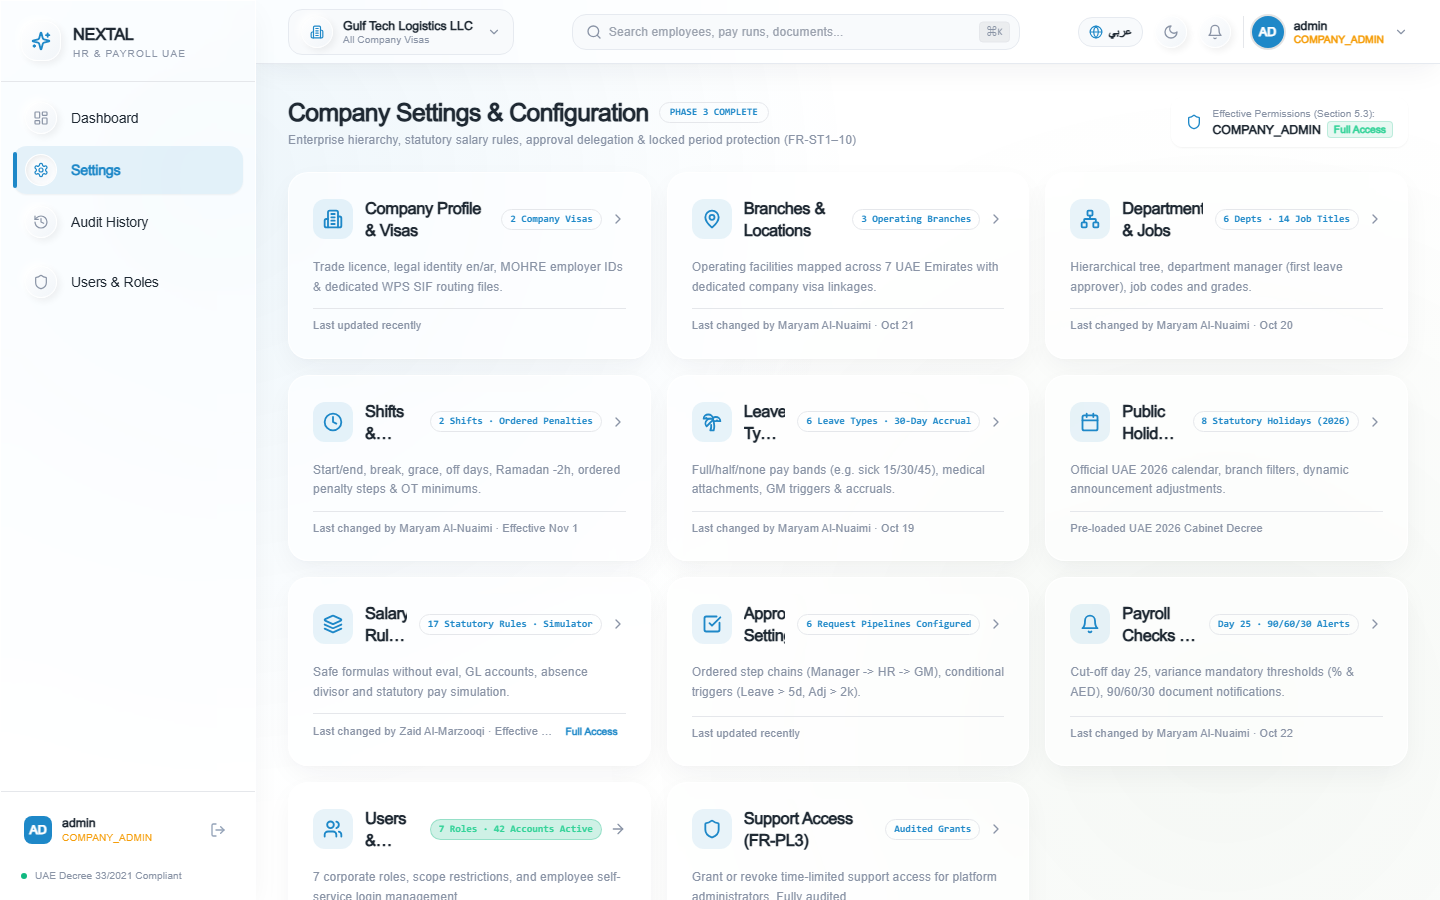 NEXTAL
HR & PAYROLL UAE
Dashboard
Settings
Audit History
Users & Roles
admin
AD
COMPANY_ADMIN
UAE Decree 33/2021 Compliant
Gulf Tech Logistics LLC
All Company Visas
Search employees, pay runs, documents...
⌘K
عربي
AD
admin
COMPANY_ADMIN
Company Settings & Configuration
PHASE 3 COMPLETE
Enterprise hierarchy, statutory salary rules, approval delegation & locked period protection (FR-ST1–10)
Effective Permissions (Section 5.3):
COMPANY_ADMIN Full Access
Company Profile
& Visas
2 Company Visas
Trade licence, legal identity en/ar, MOHRE employer IDs
& dedicated WPS SIF routing files.
Last updated recently
Branches &
Locations
3 Operating Branches
Operating facilities mapped across 7 UAE Emirates with
dedicated company visa linkages.
Last changed by Maryam Al-Nuaimi · Oct 21
Department
& Jobs
6 Depts · 14 Job Titles
Hierarchical tree, department manager (first leave
approver), job codes and grades.
Last changed by Maryam Al-Nuaimi · Oct 20
Shifts
&...
2 Shifts · Ordered Penalties
Start/end, break, grace, off days, Ramadan -2h, ordered
penalty steps & OT minimums.
Last changed by Maryam Al-Nuaimi · Effective Nov 1
Leave
Ty...
6 Leave Types · 30-Day Accrual
Full/half/none pay bands (e.g. sick 15/30/45), medical
attachments, GM triggers & accruals.
Last changed by Maryam Al-Nuaimi · Oct 19
Public
Holid...
8 Statutory Holidays (2026)
Official UAE 2026 calendar, branch filters, dynamic
announcement adjustments.
Pre-loaded UAE 2026 Cabinet Decree
Salary
Rul...
17 Statutory Rules · Simulator
Safe formulas without eval, GL accounts, absence
divisor and statutory pay simulation.
Last changed by Zaid Al-Marzooqi · Effective ...
Full Access
Appro
Setting
6 Request Pipelines Configured
Ordered step chains (Manager -> HR -> GM), conditional
triggers (Leave > 5d, Adj > 2k).
Last updated recently
Payroll
Checks ...
Day 25 · 90/60/30 Alerts
Cut-off day 25, variance mandatory thresholds (% &
AED), 90/60/30 document notifications.
Last changed by Maryam Al-Nuaimi · Oct 22
Users
&...
7 Roles · 42 Accounts Active
7 corporate roles, scope restrictions, and employee self-
service login management
Support Access
(FR-PL3)
Audited Grants
Grant or revoke time-limited support access for platform
administrators. Fully audited